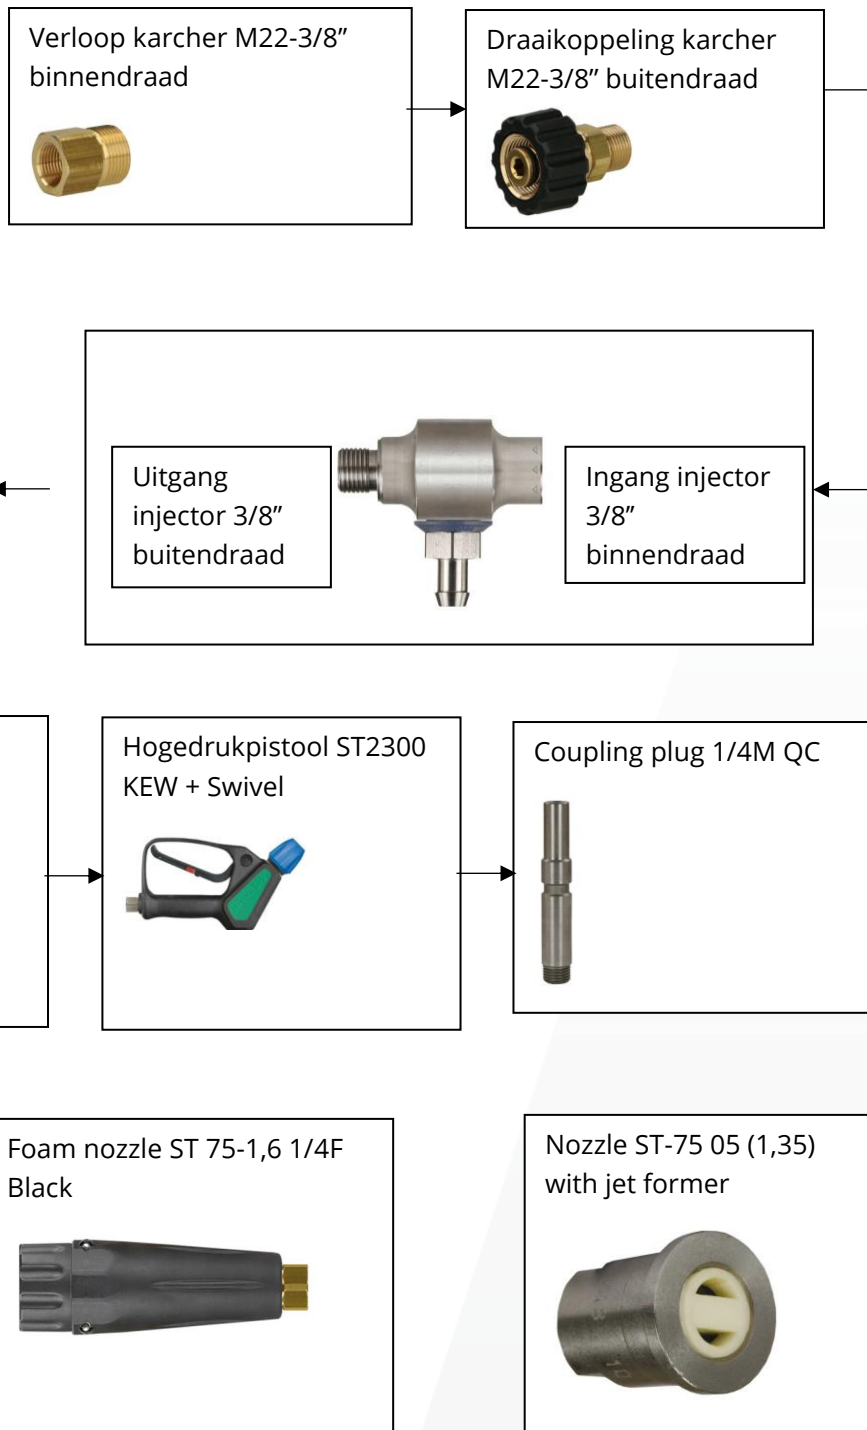 Verloop karcher M22-3/8”
binnendraad
Draaikoppeling karcher
M22-3/8” buitendraad
Uitgang
injector 3/8”
buitendraad
Ingang injector
3/8”
binnendraad
Hogedrukpistool ST2300
KEW + Swivel
Coupling plug 1/4M QC
Foam nozzle ST 75-1,6 1/4F
Black
Nozzle ST-75 05 (1,35)
with jet former